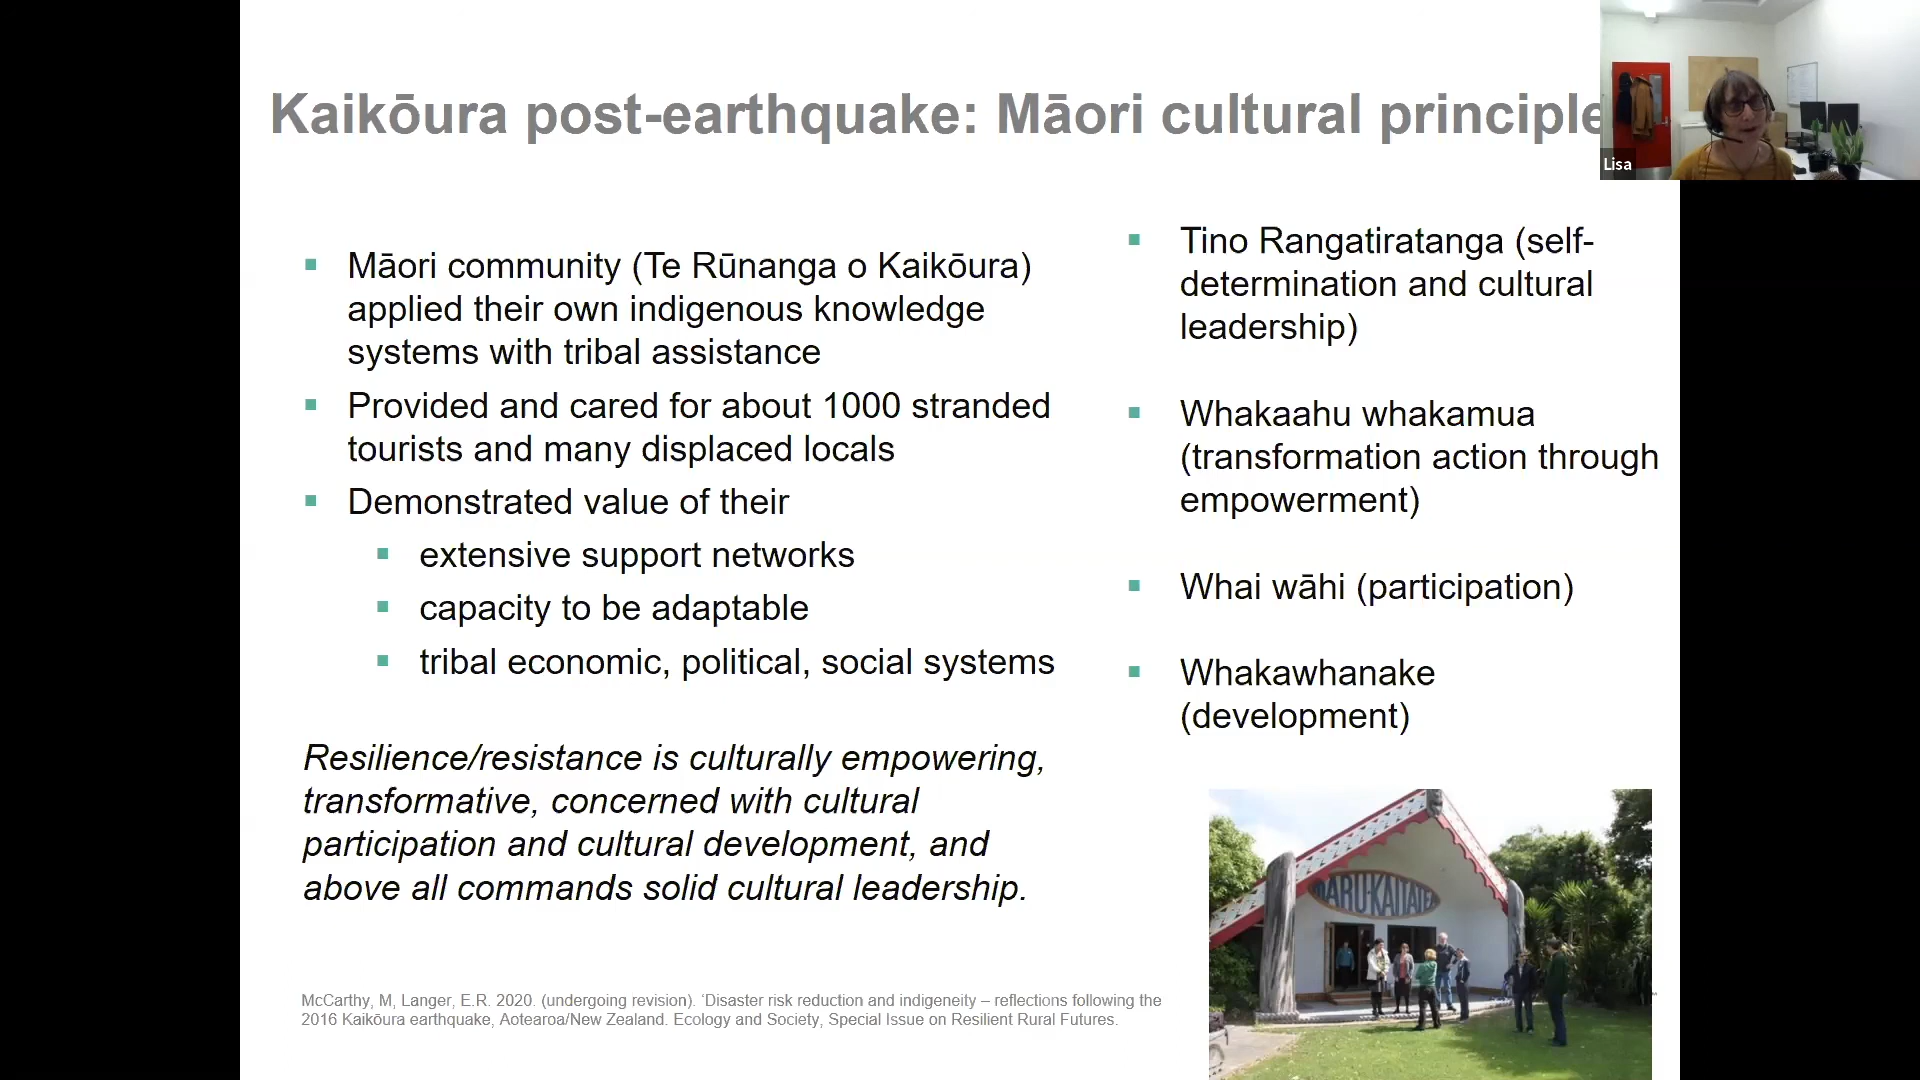 Kaikōura post-earthquake: Māori cultural principle
Lisa
Māori community (Te Rūnanga o Kaikōura)
applied their own indigenous knowledge
systems with tribal assistance
Provided and cared for about 1000 stranded
tourists and many displaced locals
Demonstrated value of their
extensive support networks
capacity to be adaptable
tribal economic, political, social systems
Resilience/resistance is culturally empowering,
transformative, concerned with cultural
participation and cultural development, and
above all commands solid cultural leadership.
Tino Rangatiratanga (self-
determination and cultural
leadership)
Whakaahu whakamua
(transformation action through
empowerment)
Whai wāhi (participation)
Whakawhanake
(development)
McCarthy, M, Langer, E.R. 2020. (undergoing revision). ‘Disaster risk reduction and indigeneity – reflections following the
2016 Kaikōura earthquake, Aotearoa/New Zealand. Ecology and Society, Special Issue on Resilient Rural Futures.